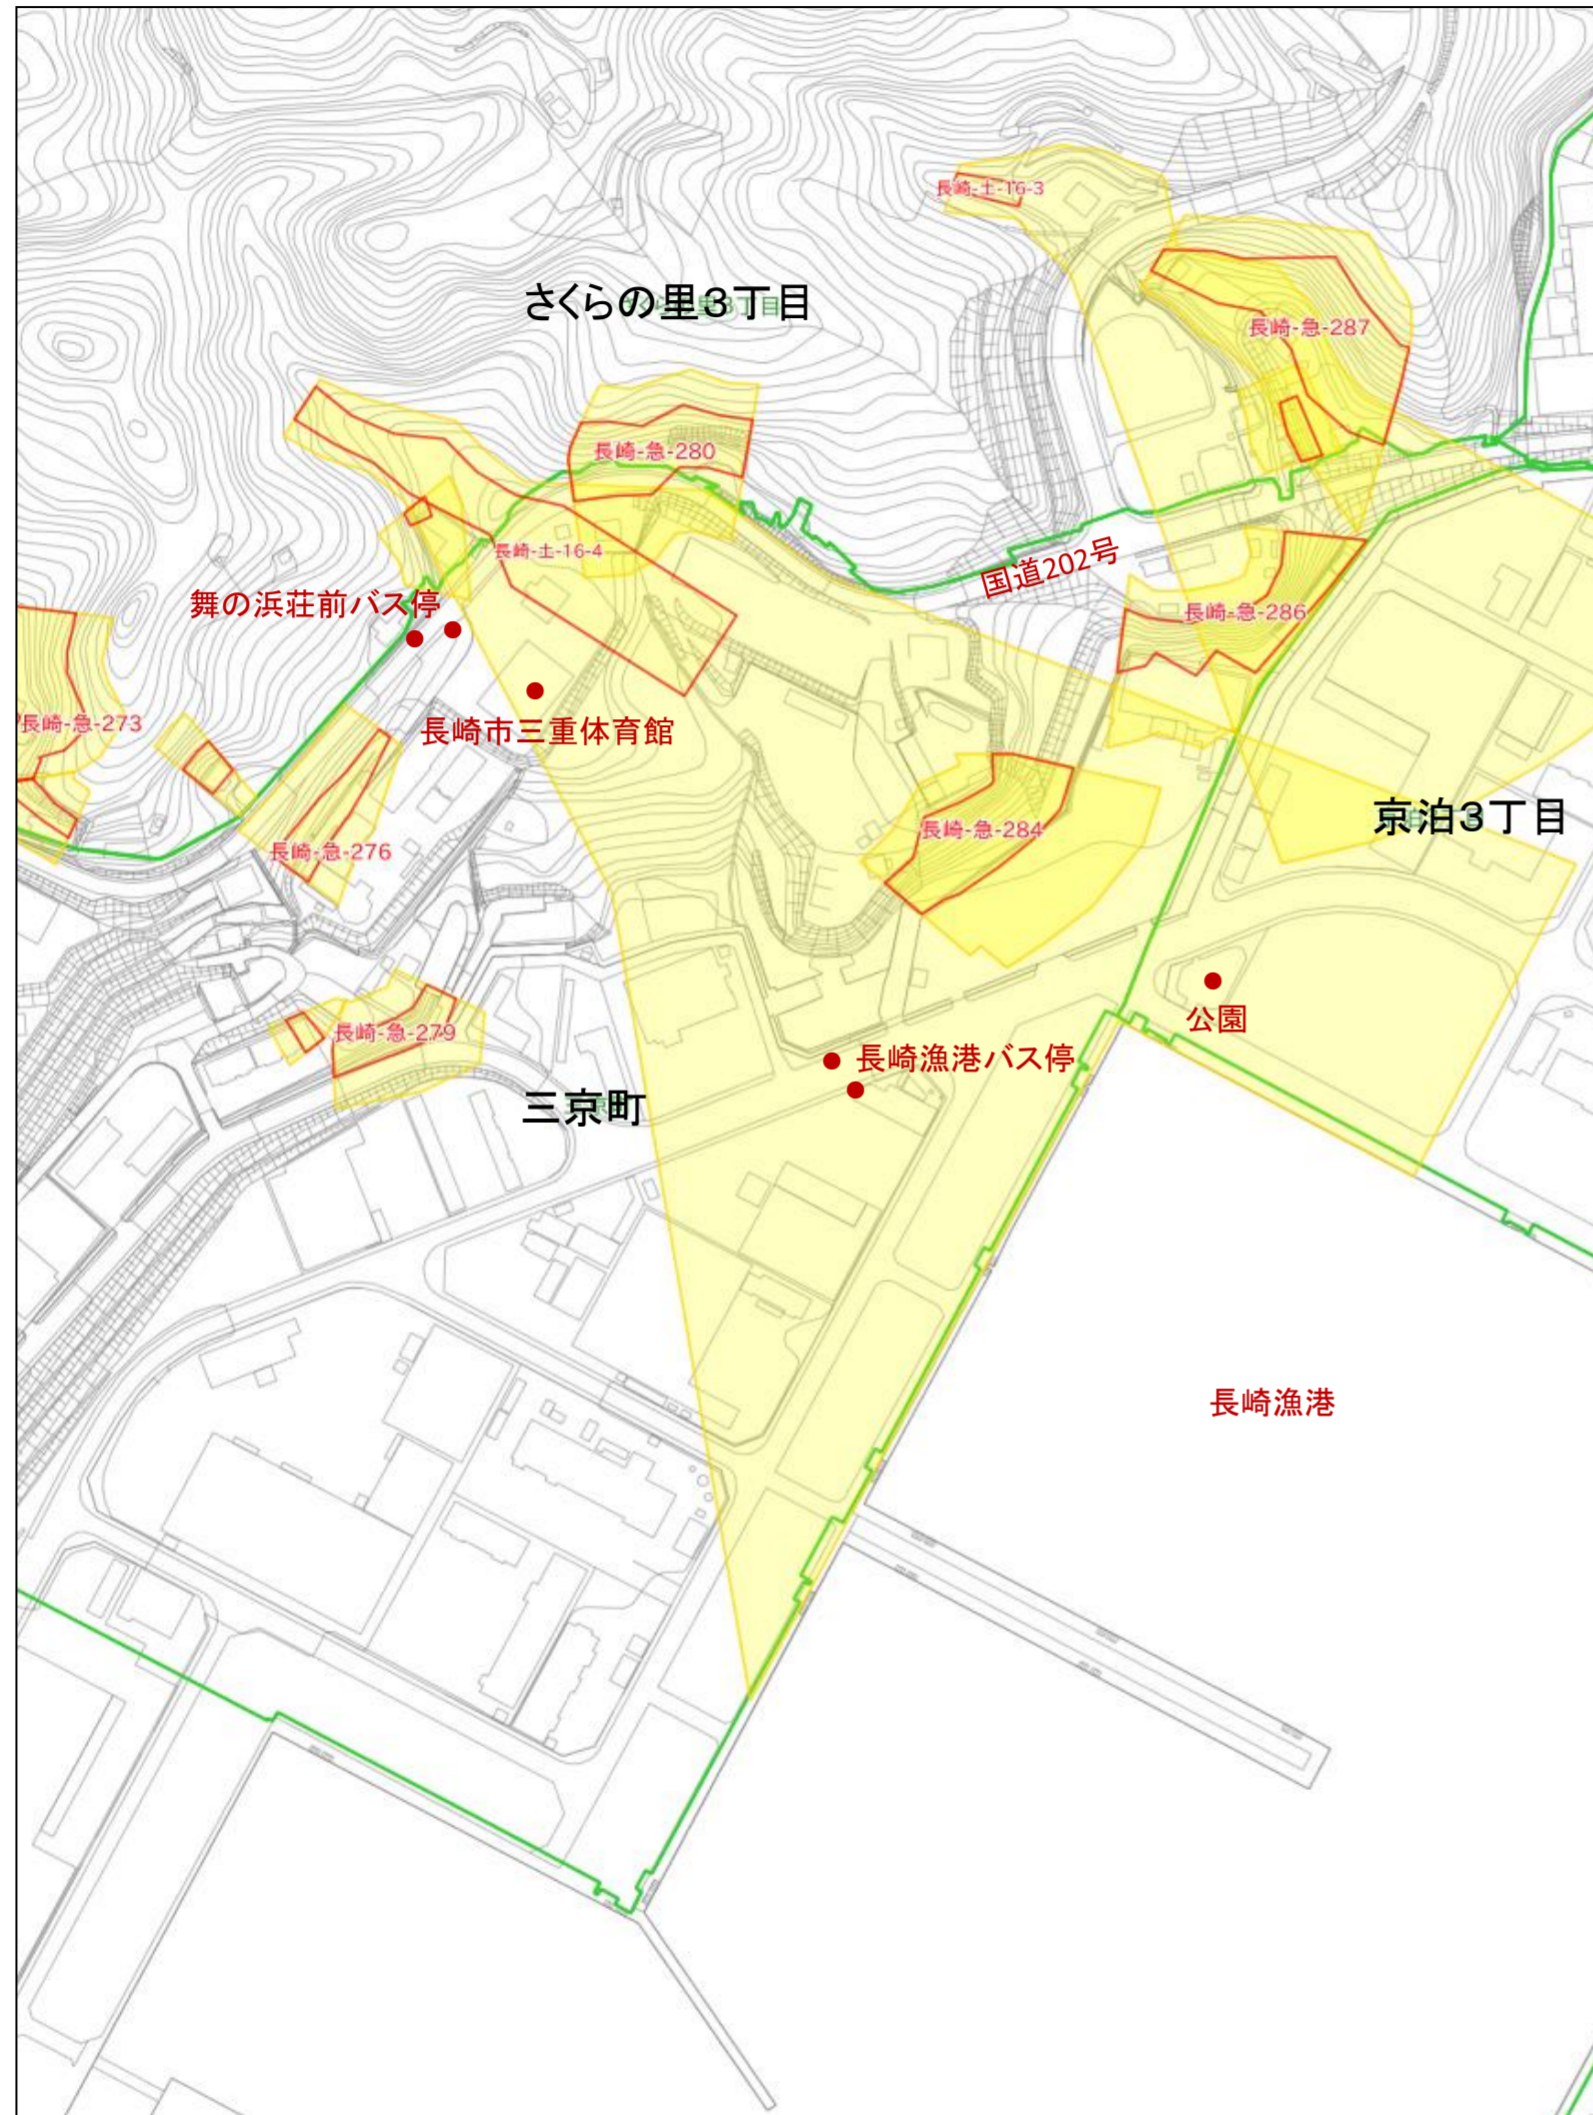 長崎-土-16-3
さくらの里3丁目
長崎-急-287
長崎-急-280
長崎-土-16-4
国道202号
舞の浜荘前バス停
長崎-急-286
長崎-急-273
長崎市三重体育館
京泊3丁目
長崎-急-284
長崎-急-276
公園
長崎-急-279
長崎漁港バス停
三京町
長崎漁港